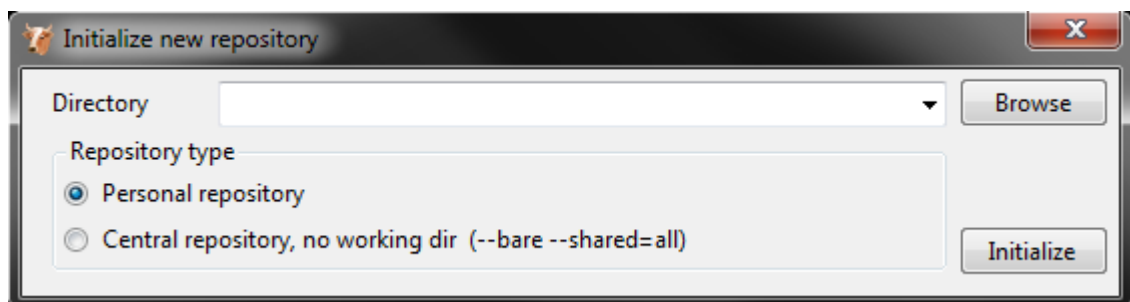 Initialize new repository
Directory
Browse
Repository type
Personal repository
Central repository, no working dir  (--bare --shared=all)
Initialize